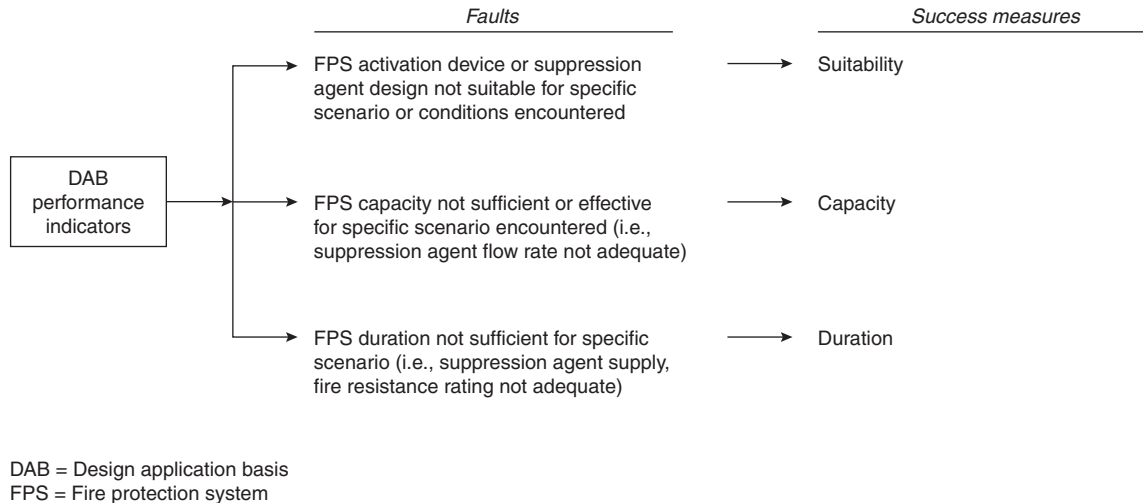 Faults
Success measures
FPS activation device or suppression
agent design not suitable for specific
scenario or conditions encountered
Suitability
DAB
performance
indicators
FPS capacity not sufficient or effective
for specific scenario encountered (i.e.,
suppression agent flow rate not adequate)
Capacity
FPS duration not sufficient for specific
scenario (i.e., suppression agent supply,
fire resistance rating not adequate)
Duration
DAB = Design application basis
FPS = Fire protection system